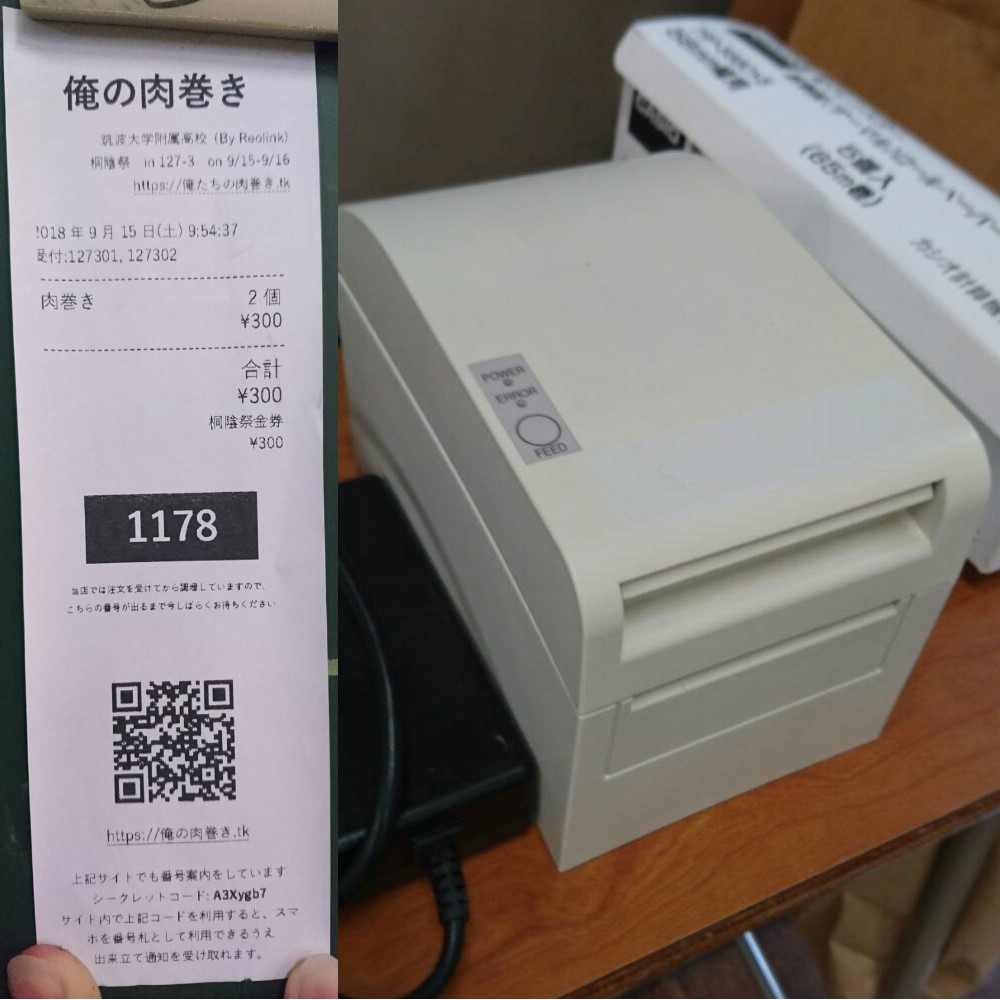 俺の肉巻き
筑波大学附属高校 (By Reolink)
桐陰祭 in 127-3 on 9/15-9/16
https://俺たちの肉巻き.tk
2018 年 9 月 15 日(土) 9:54:37
受付:127301, 127302
肉巻き 2 個
¥300
合計
¥300
桐陰祭金券
¥300
1178
当店では注文を受けてから調理していますので、
こちらの番号が出るまで今しばらくお待ちください
https://俺の肉巻き.tk
上記サイトでも番号案内をしています
シークレットコード: A3Xygb7
サイト内で上記コードを利用すると、スマ
ホを番号札として利用できるうえ
出来立て通知を受け取れます。
POWER
ERROR
FEED
CASIO
5個入
(65m巻)
カシオ計算機